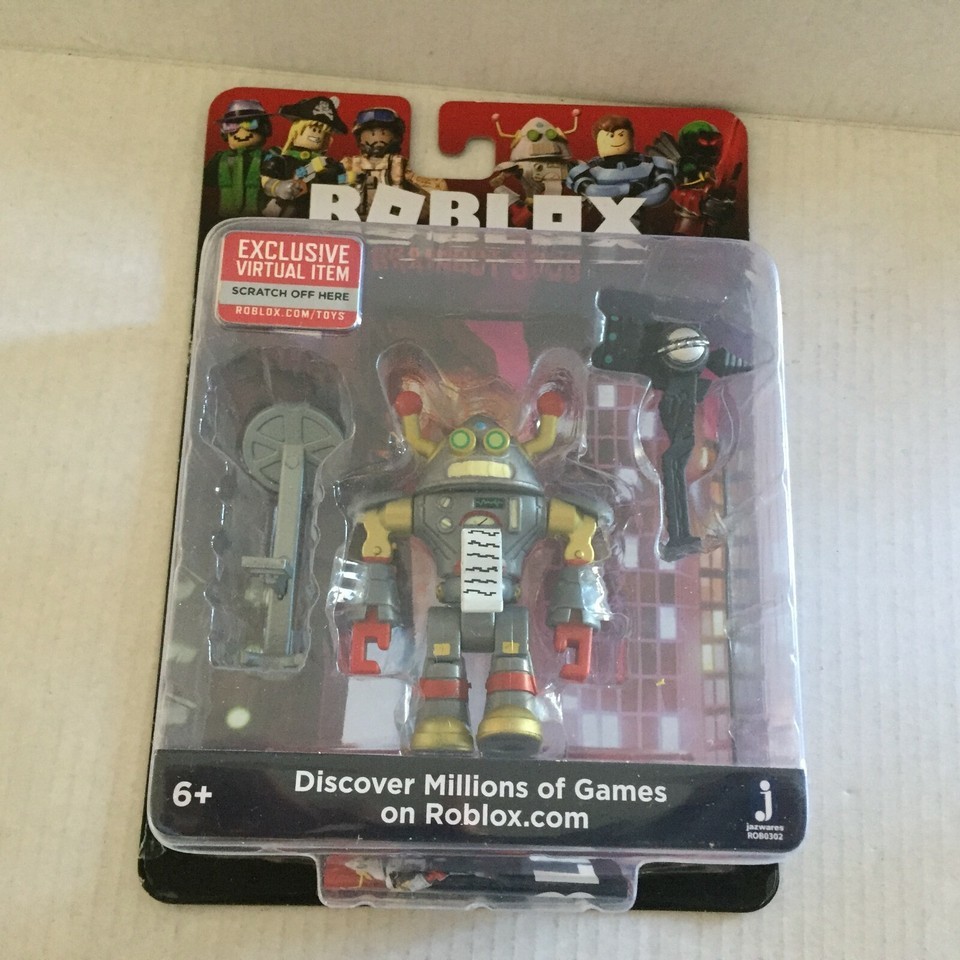 ROBLOX
EXCLUSIVE
VIRTUAL ITEM
SCRATCH OFF HERE
ROBLOX.COM/TOYS
6+
Discover Millions of Games
on Roblox.com
jazwares
ROB0302